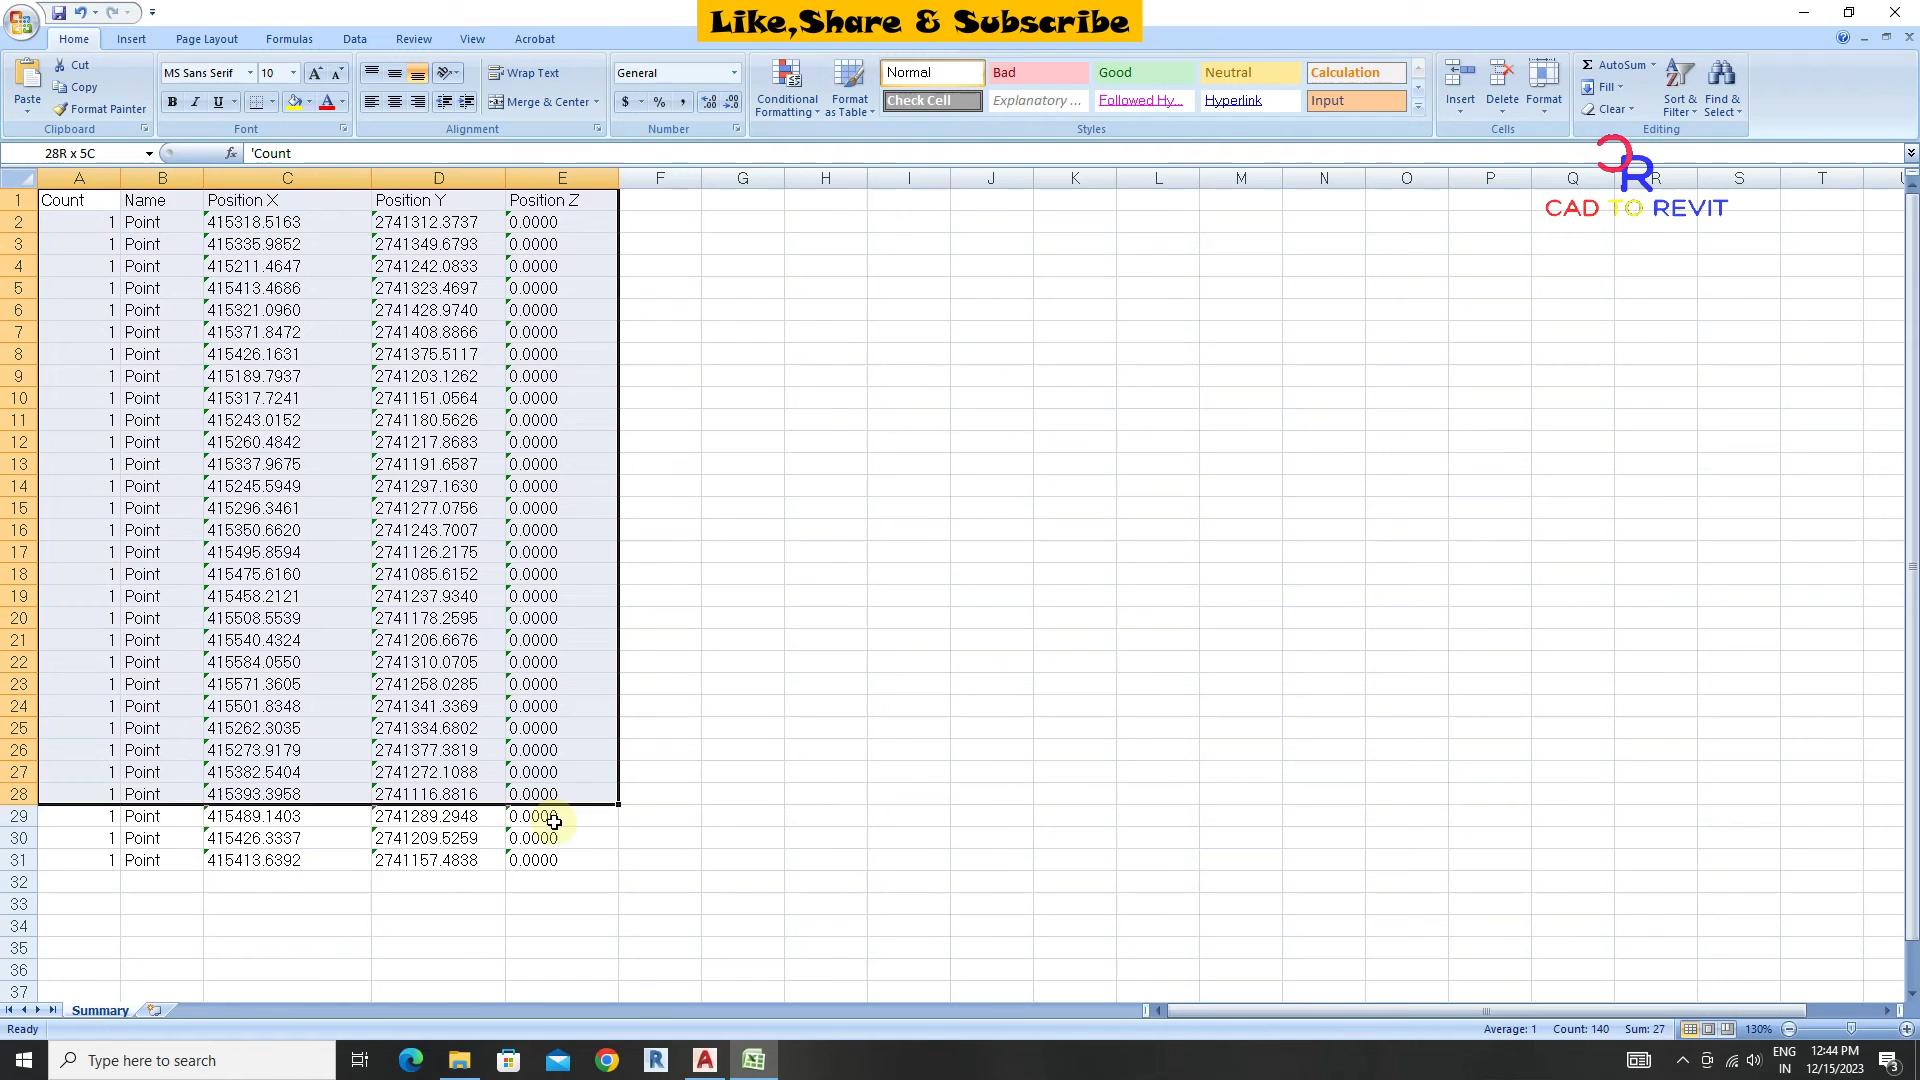 Like,Share & Subscribe
Home Insert Page Layout Formulas Data Review View Acrobat
Paste
Cut
Copy
Format Painter
Clipboard
MS Sans Serif 10
B I U
Font
Wrap Text
Merge & Center
Alignment
General
$ % ,
Number
Conditional Formatting
Format as Table
Normal Bad Good Neutral Calculation
Check Cell Explanatory ... Followed Hy... Hyperlink Input
Styles
Insert Delete Format
Cells
Σ AutoSum
Fill
Clear
Sort & Filter
Find & Select
Editing
28R x 5C fx 'Count
CR
CAD TO REVIT
A B C D E F G H I J K L M N O P Q R S T U
1 Count Name Position X Position Y Position Z
2 1 Point 415318.5163 2741312.3737 0.0000
3 1 Point 415335.9852 2741349.6793 0.0000
4 1 Point 415211.4647 2741242.0833 0.0000
5 1 Point 415413.4686 2741323.4697 0.0000
6 1 Point 415321.0960 2741428.9740 0.0000
7 1 Point 415371.8472 2741408.8866 0.0000
8 1 Point 415426.1631 2741375.5117 0.0000
9 1 Point 415189.7937 2741203.1262 0.0000
10 1 Point 415317.7241 2741151.0564 0.0000
11 1 Point 415243.0152 2741180.5626 0.0000
12 1 Point 415260.4842 2741217.8683 0.0000
13 1 Point 415337.9675 2741191.6587 0.0000
14 1 Point 415245.5949 2741297.1630 0.0000
15 1 Point 415296.3461 2741277.0756 0.0000
16 1 Point 415350.6620 2741243.7007 0.0000
17 1 Point 415495.8594 2741126.2175 0.0000
18 1 Point 415475.6160 2741085.6152 0.0000
19 1 Point 415458.2121 2741237.9340 0.0000
20 1 Point 415508.5539 2741178.2595 0.0000
21 1 Point 415540.4324 2741206.6676 0.0000
22 1 Point 415584.0550 2741310.0705 0.0000
23 1 Point 415571.3605 2741258.0285 0.0000
24 1 Point 415501.8348 2741341.3369 0.0000
25 1 Point 415262.3035 2741334.6802 0.0000
26 1 Point 415273.9179 2741377.3819 0.0000
27 1 Point 415382.5404 2741272.1088 0.0000
28 1 Point 415393.3958 2741116.8816 0.0000
29 1 Point 415489.1403 2741289.2948 0.0000
30 1 Point 415426.3337 2741209.5259 0.0000
31 1 Point 415413.6392 2741157.4838 0.0000
32
33
34
35
36
37
Summary
Ready Average: 1 Count: 140 Sum: 27 130%
Type here to search
ENG
IN
12:44 PM
12/15/2023
3